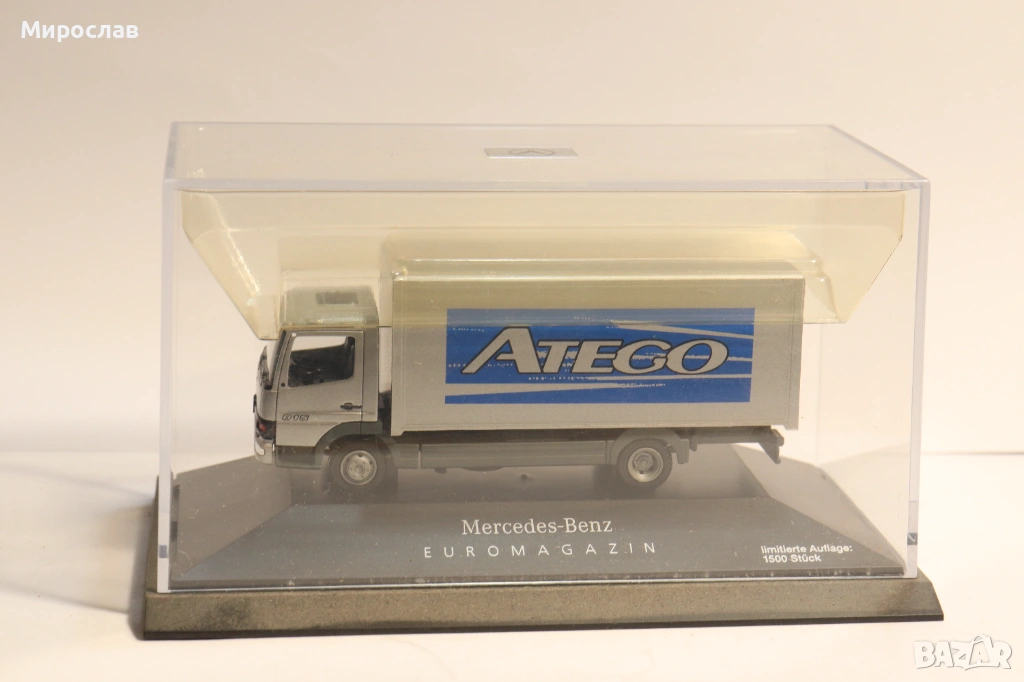 Мирослав
ATEGO
Mercedes-Benz
EUROMAGAZIN
limitierte Auflage:
1500 Stück
BAZAR